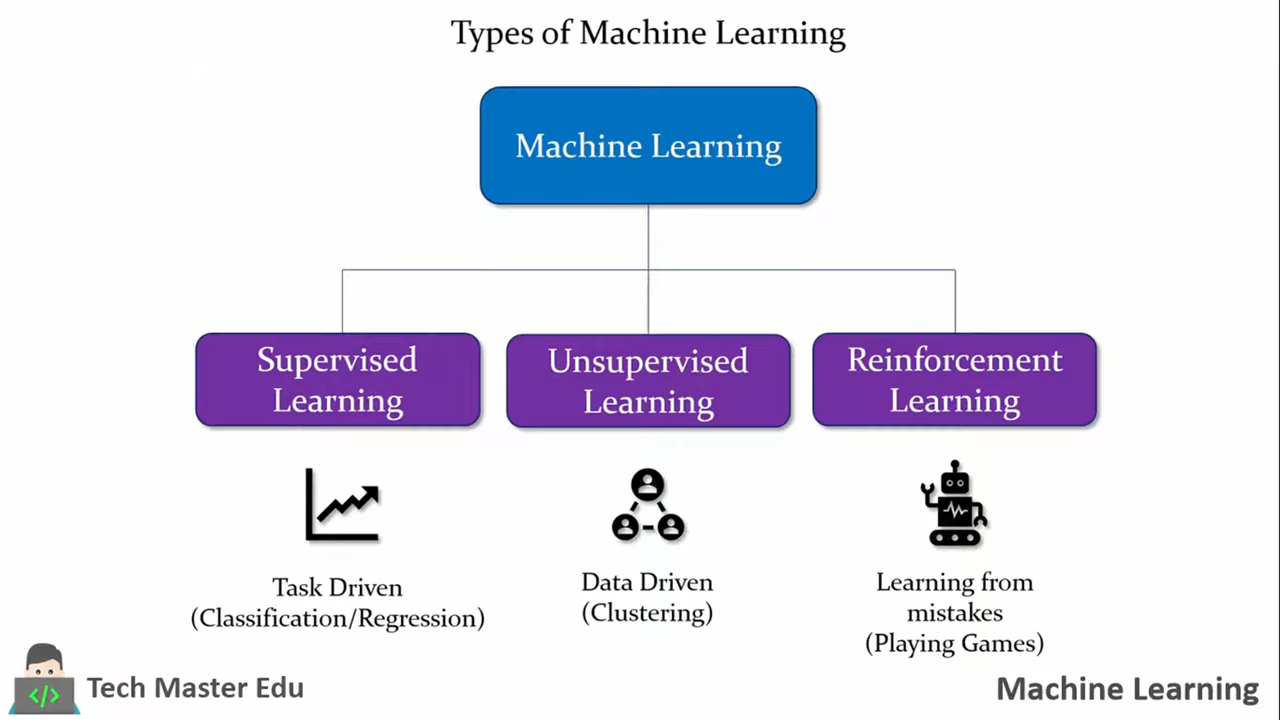 Types of Machine Learning
Machine Learning
Supervised
Learning
Unsupervised
Learning
Reinforcement
Learning
Task Driven
(Classification/Regression)
Data Driven
(Clustering)
Learning from
mistakes
(Playing Games)
</>
Tech Master Edu
Machine Learning